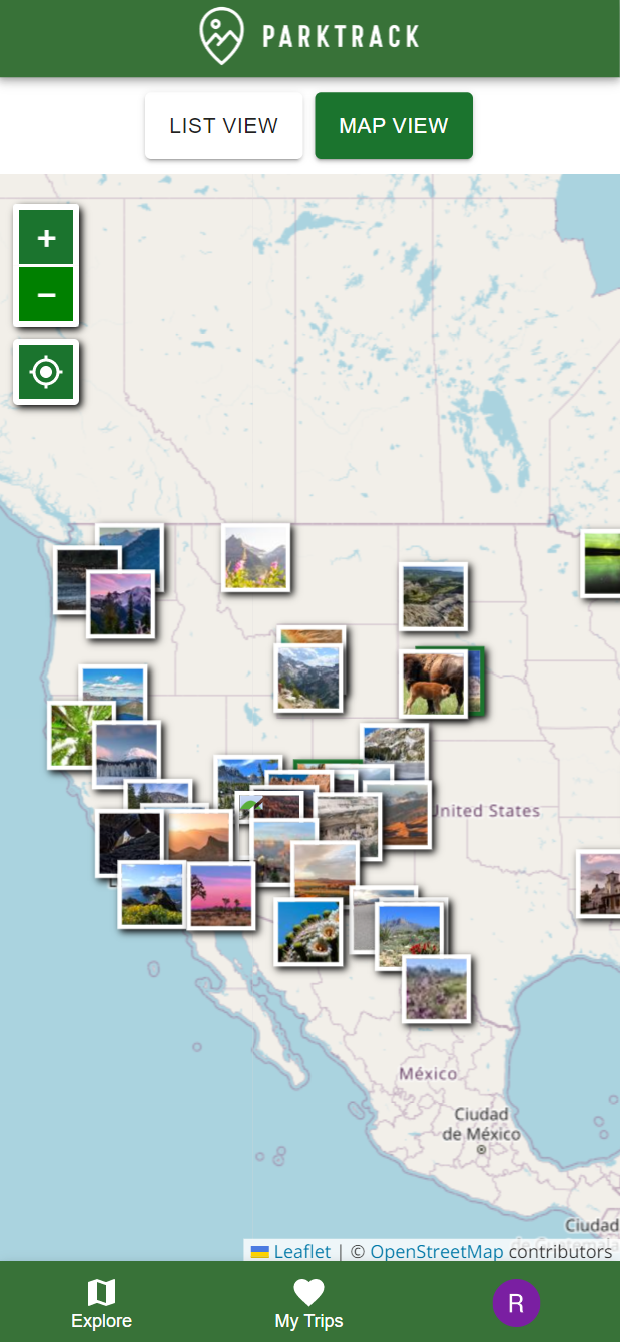 PARKTRACK
LIST VIEW
MAP VIEW
+
−
United States
México
Ciudad
de México
Ciudad
Leaflet | © OpenStreetMap contributors
Explore
My Trips
R